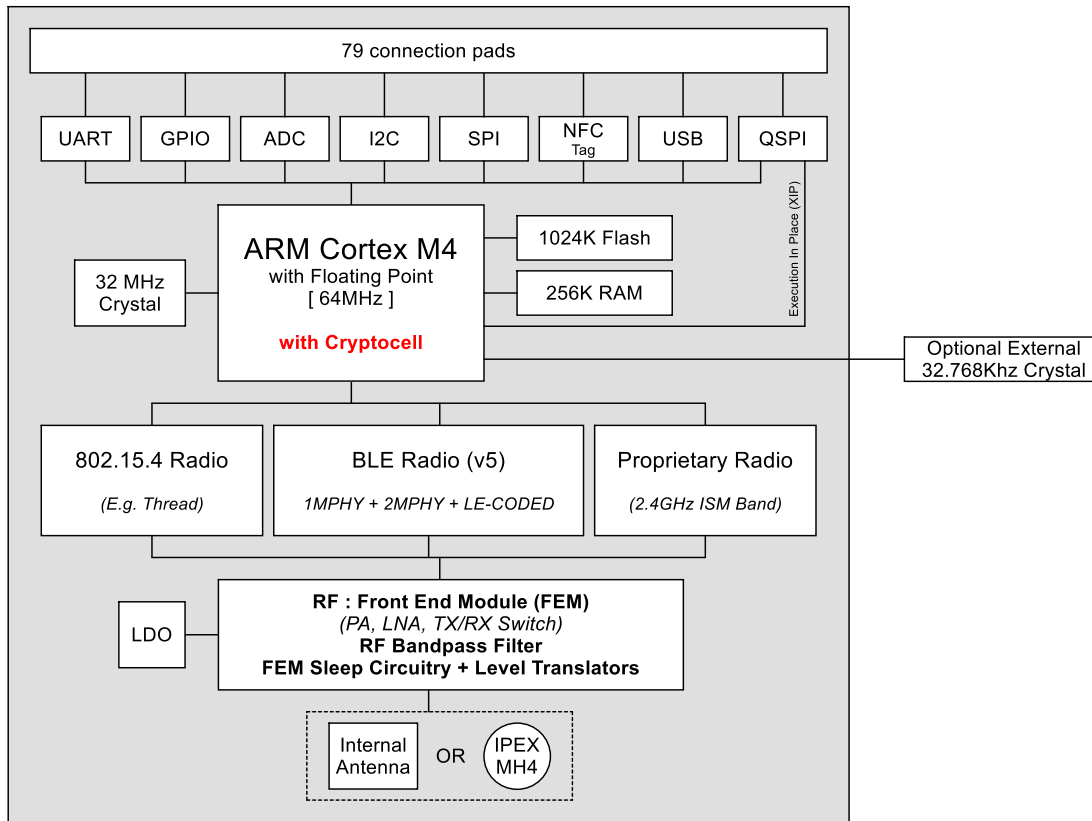 79 connection pads
UART
GPIO
ADC
I2C
SPI
NFC
Tag
USB
QSPI
Execution In Place (XIP)
ARM Cortex M4
with Floating Point
[ 64MHz ]
with Cryptocell
1024K Flash
256K RAM
32 MHz
Crystal
Optional External
32.768Khz Crystal
802.15.4 Radio
(E.g. Thread)
BLE Radio (v5)
1MPHY + 2MPHY + LE-CODED
Proprietary Radio
(2.4GHz ISM Band)
RF : Front End Module (FEM)
(PA, LNA, TX/RX Switch)
RF Bandpass Filter
FEM Sleep Circuitry + Level Translators
LDO
Internal
Antenna
OR
IPEX
MH4